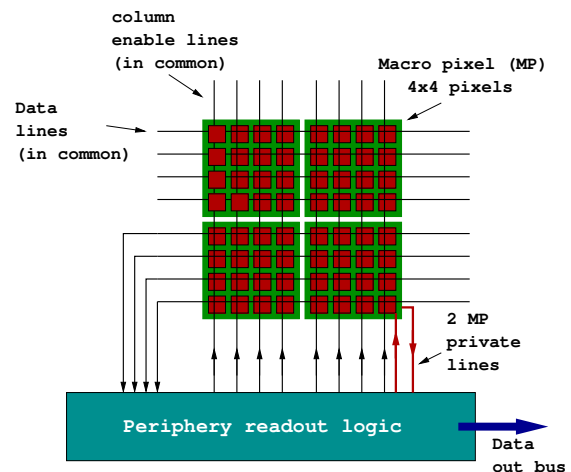 column
enable lines
(in common)
Macro pixel (MP)
4x4 pixels
Data
lines
(in common)
2 MP
private
lines
Periphery readout logic
Data
out bus